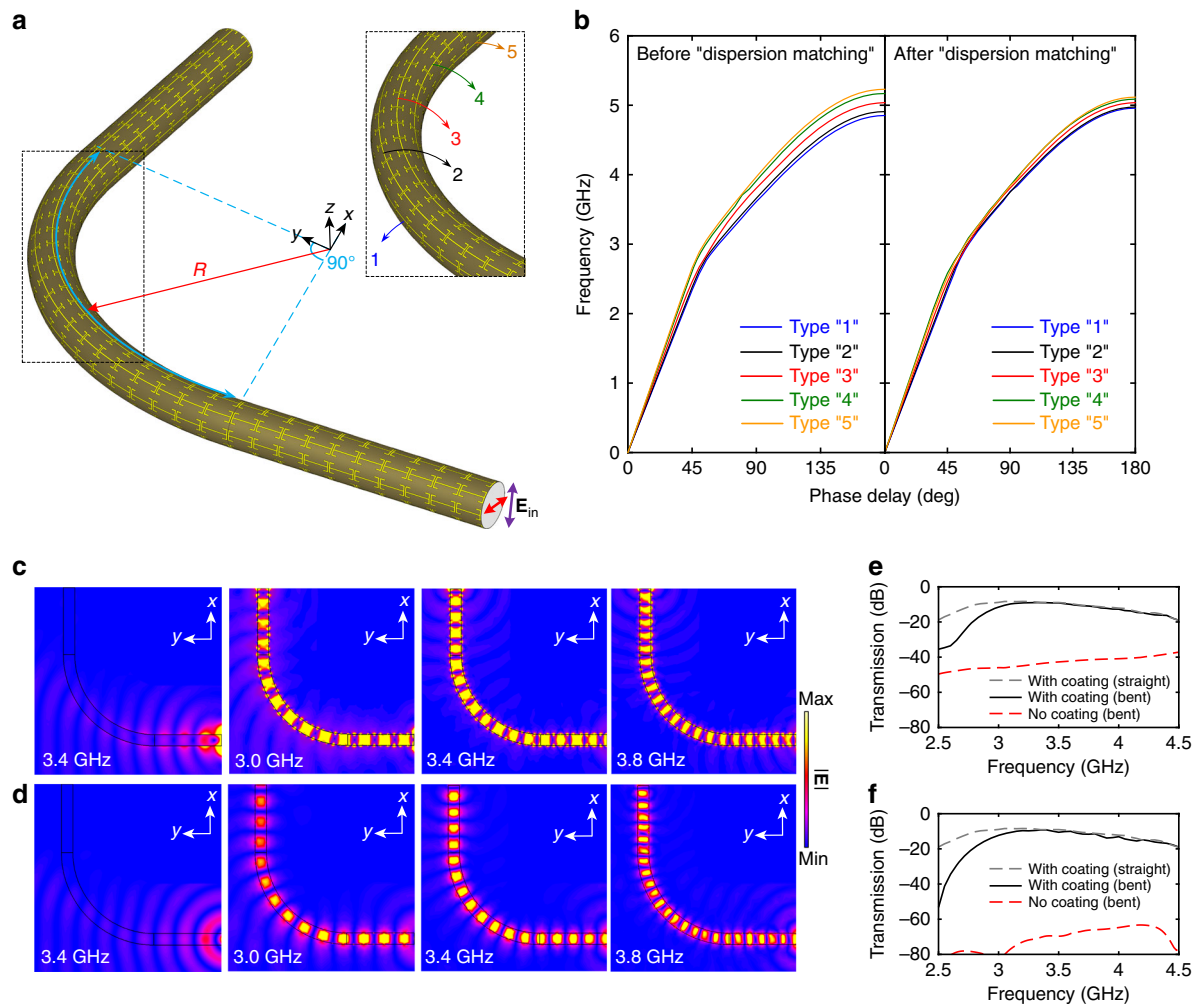 a
5
4
3
2
1
z
x
y
90°
R
E_in
b
6
5
4
3
2
1
0
Frequency (GHz)
Before "dispersion matching"
After "dispersion matching"
Type "1"
Type "2"
Type "3"
Type "4"
Type "5"
Type "1"
Type "2"
Type "3"
Type "4"
Type "5"
0 45 90 135 0 45 90 135 180
Phase delay (deg)
c
x
y
3.4 GHz
x
y
3.0 GHz
x
y
3.4 GHz
x
y
3.8 GHz
d
x
y
3.4 GHz
x
y
3.0 GHz
x
y
3.4 GHz
x
y
3.8 GHz
Max
|E|
Min
e
Transmission (dB)
0
–20
–40
–60
–80
With coating (straight)
With coating (bent)
No coating (bent)
2.5 3 3.5 4 4.5
Frequency (GHz)
f
Transmission (dB)
0
–20
–40
–60
–80
With coating (straight)
With coating (bent)
No coating (bent)
2.5 3 3.5 4 4.5
Frequency (GHz)